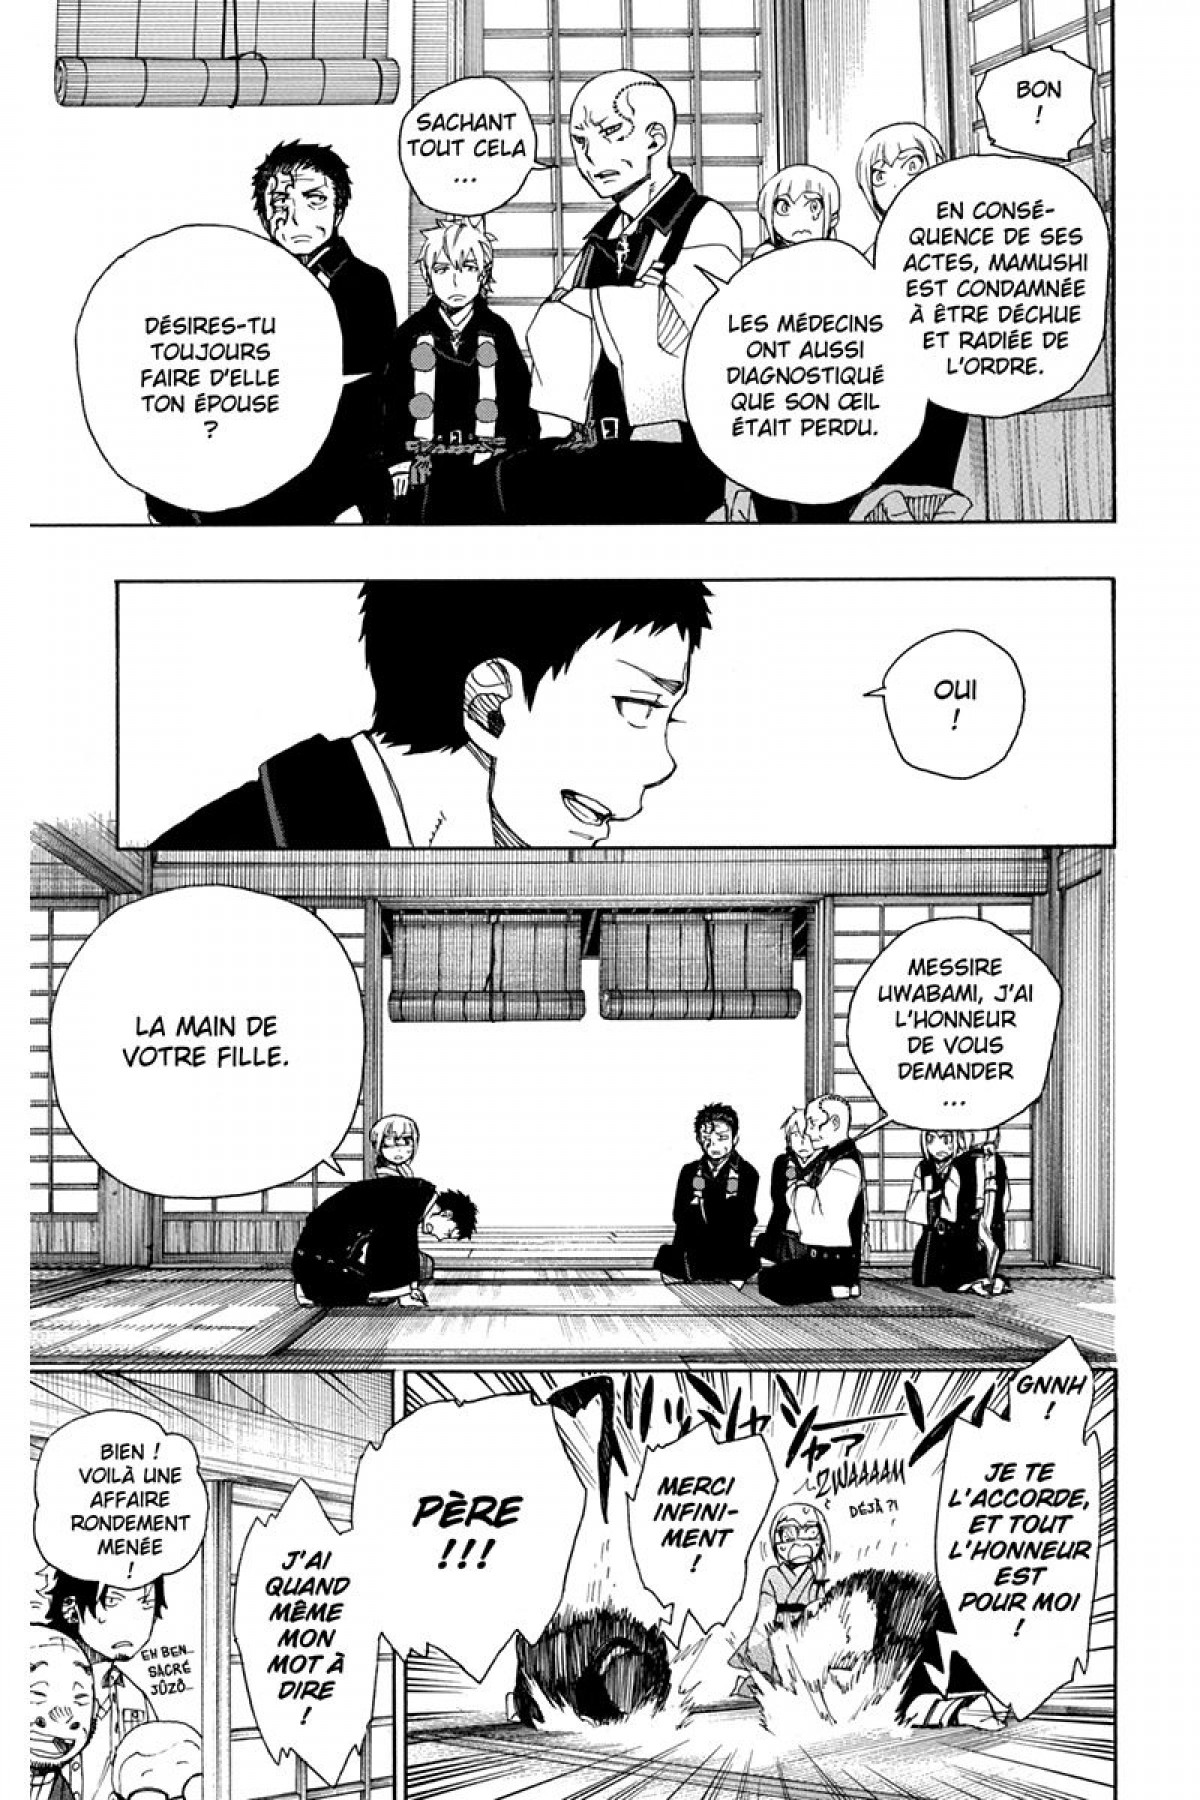 BON
!
EN CONSÉ-
QUENCE DE SES
ACTES, MAMUSHI
EST CONDAMNÉE
À ÊTRE DÉCHUE
ET RADIÉE DE
L'ORDRE.
LES MÉDECINS
ONT AUSSI
DIAGNOSTIQUÉ
QUE SON ŒIL
ÉTAIT PERDU.
SACHANT
TOUT CELA
...
DÉSIRES-TU
TOUJOURS
FAIRE D'ELLE
TON ÉPOUSE
?
OUI
!
MESSIRE
UWABAMI, J'AI
L'HONNEUR
DE VOUS
DEMANDER
...
LA MAIN DE
VOTRE FILLE.
GNNH
!
JE TE
L'ACCORDE,
ET TOUT
L'HONNEUR
EST
POUR MOI
!
ZWAAAAM
DÉJÀ ?!
MERCI
INFINI-
MENT
!
PÈRE
!!!
J'AI
QUAND
MÊME
MON
MOT À
DIRE
!
BIEN !
VOILÀ UNE
AFFAIRE
RONDEMENT
MENÉE
!
EH BEN...
SACRÉ
JÛZÔ...